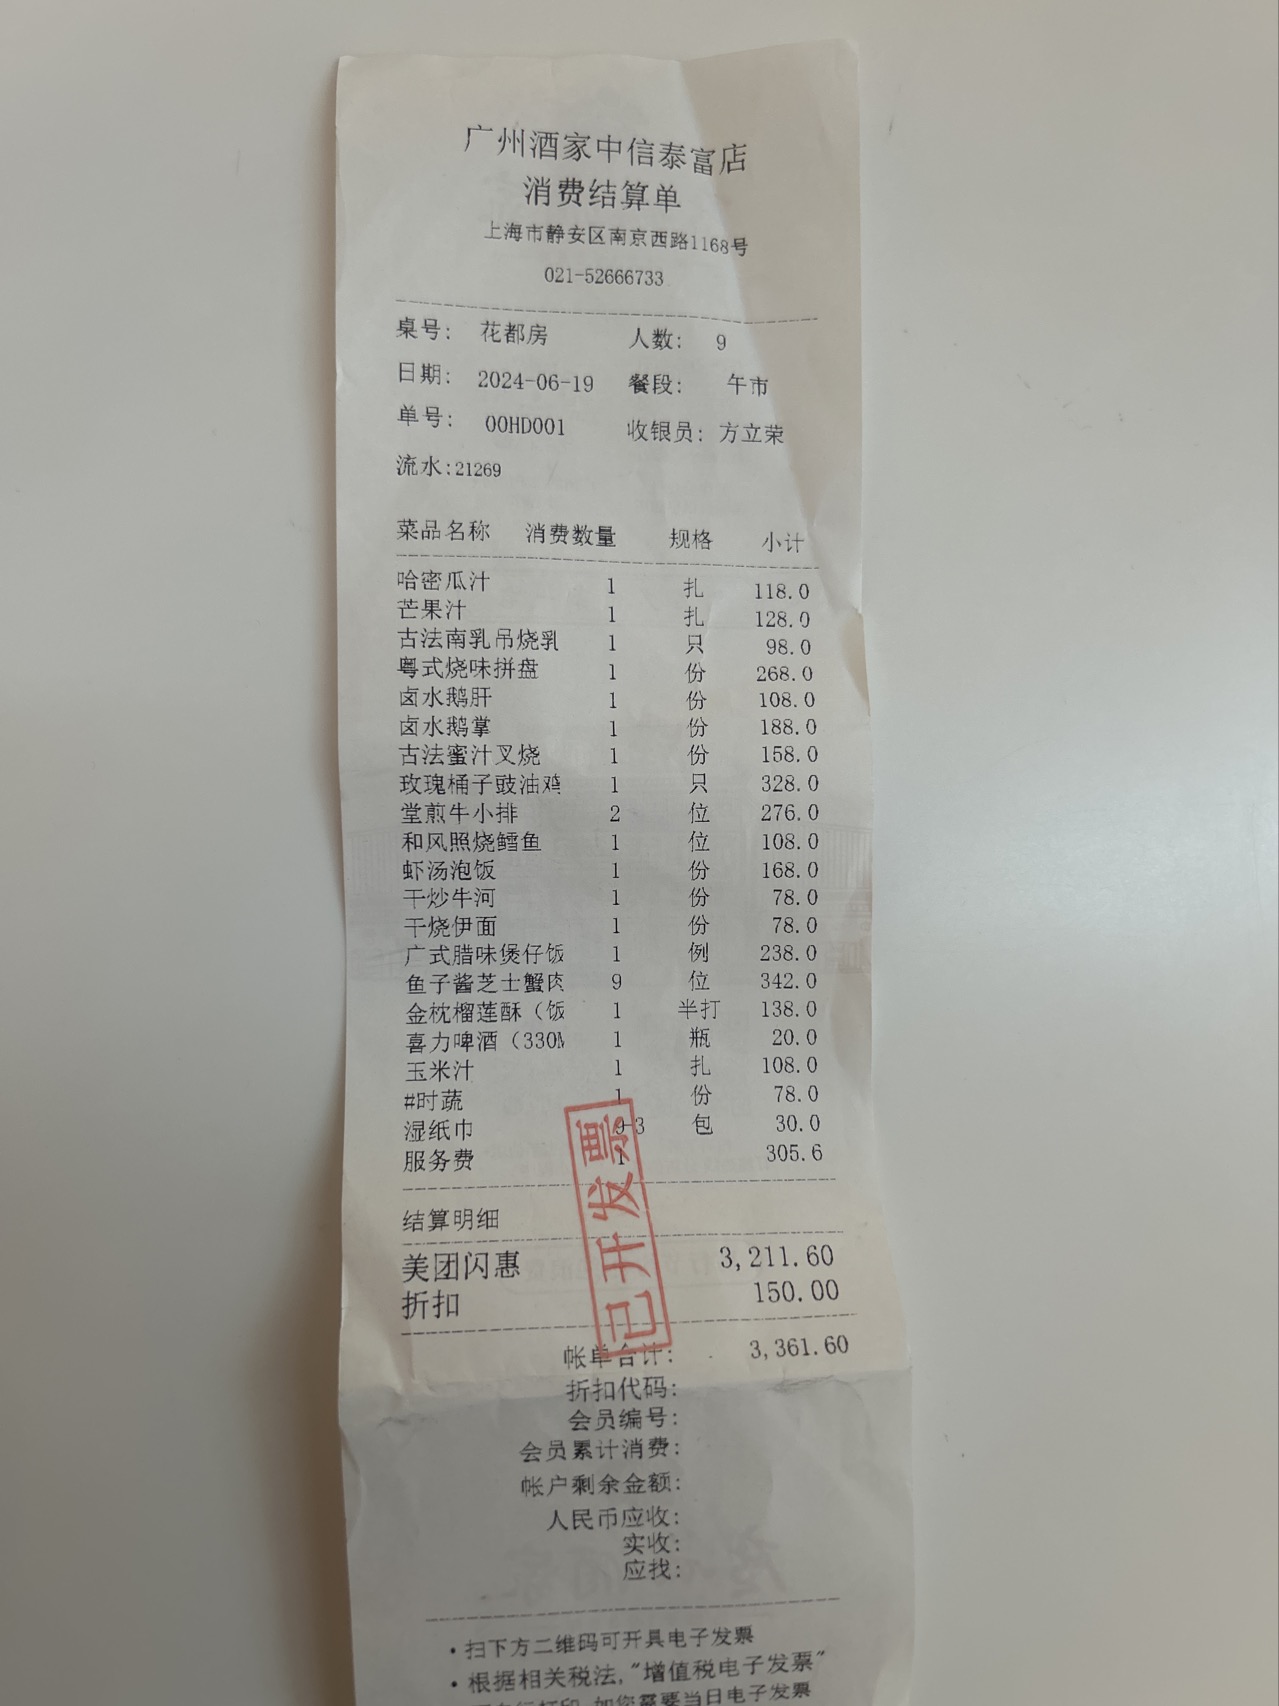 广州酒家中信泰富店
消费结算单
上海市静安区南京西路1168号
021-52666733
桌号: 花都房 人数: 9
日期: 2024-06-19 餐段: 午市
单号: 00HD001 收银员: 方立荣
流水:21269
菜品名称 消费数量 规格 小计
哈密瓜汁 1 扎 118.0
芒果汁 1 扎 128.0
古法南乳吊烧乳 1 只 98.0
粤式烧味拼盘 1 份 268.0
卤水鹅肝 1 份 108.0
卤水鹅掌 1 份 188.0
古法蜜汁叉烧 1 份 158.0
玫瑰桶子豉油鸡 1 只 328.0
堂煎牛小排 2 位 276.0
和风照烧鳕鱼 1 位 108.0
虾汤泡饭 1 份 168.0
干炒牛河 1 份 78.0
干烧伊面 1 份 78.0
广式腊味煲仔饭 1 例 238.0
鱼子酱芝士蟹肉 9 位 342.0
金枕榴莲酥（饭 1 半打 138.0
喜力啤酒（330M 1 瓶 20.0
玉米汁 1 扎 108.0
#时蔬 1 份 78.0
湿纸巾 9-3 包 30.0
服务费 1 305.6
已开发票
结算明细
美团闪惠 3,211.60
折扣 150.00
帐单合计: 3,361.60
折扣代码:
会员编号:
会员累计消费:
帐户剩余金额:
人民币应收:
实收:
应找:
·扫下方二维码可开具电子发票
·根据相关税法,"增值税电子发票"
如您需要当日电子发票